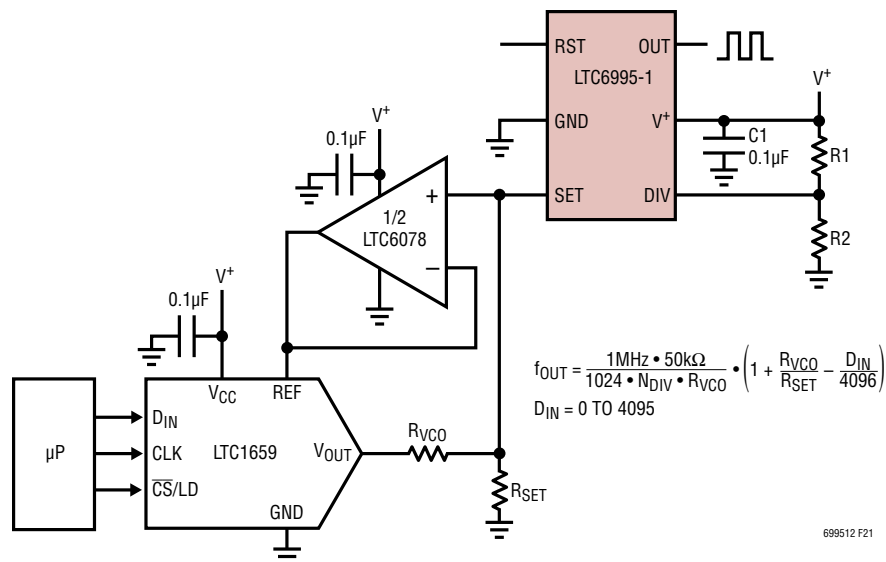 RST
OUT
LTC6995-1
GND
V+
SET
DIV
V+
C1
0.1µF
R1
R2
V+
0.1µF
+
1/2
LTC6078
–
V+
0.1µF
VCC
REF
µP
DIN
CLK
CS/LD
LTC1659
VOUT
GND
RVCO
RSET
fOUT = 1MHz • 50kΩ / 1024 • NDIV • RVCO • (1 + RVCO / RSET – DIN / 4096)
DIN = 0 TO 4095
699512 F21